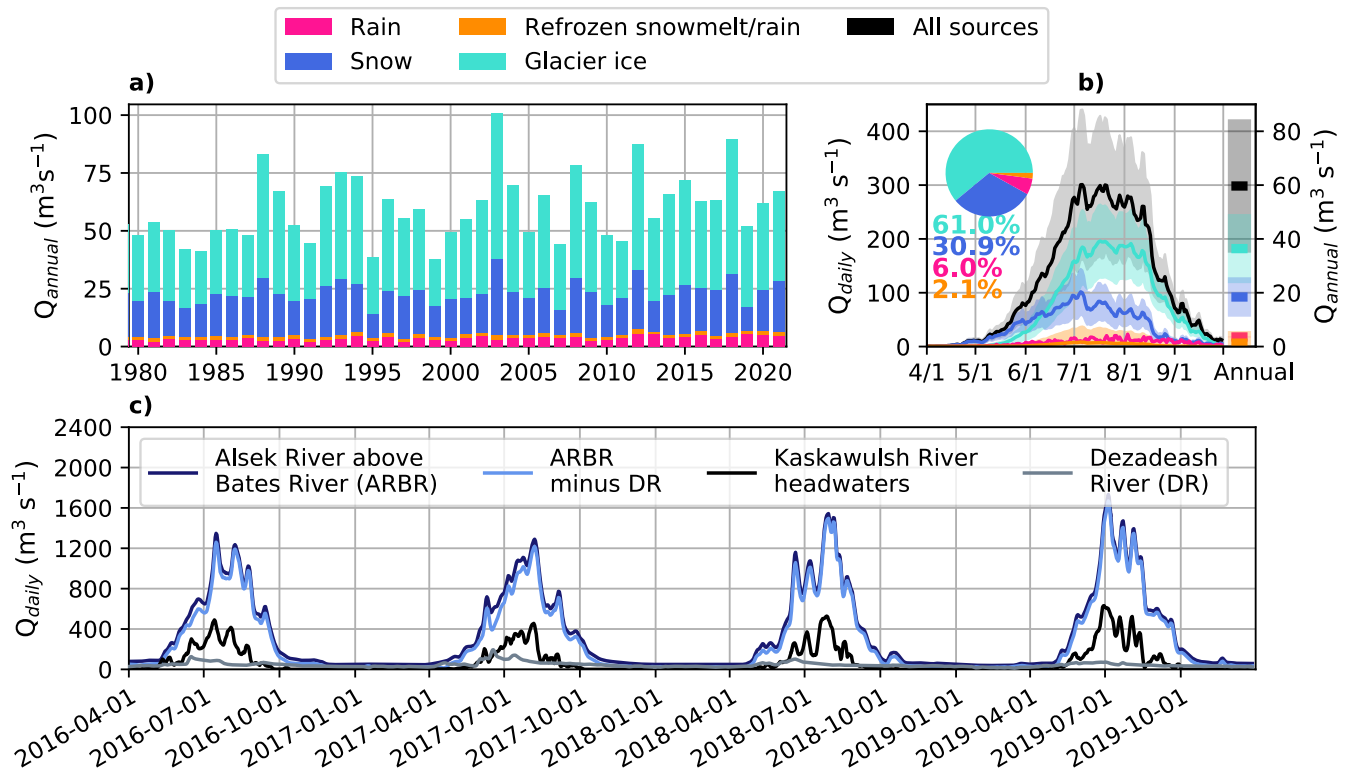 Rain
Refrozen snowmelt/rain
All sources
Snow
Glacier ice
a)
Q_annual (m³s⁻¹)
100
75
50
25
0
1980 1985 1990 1995 2000 2005 2010 2015 2020
b)
Q_daily (m³ s⁻¹)
400
300
200
100
0
61.0%
30.9%
6.0%
2.1%
4/1 5/1 6/1 7/1 8/1 9/1 Annual
80
60
40
20
0
Q_annual (m³ s⁻¹)
c)
Q_daily (m³ s⁻¹)
2400
2000
1600
1200
800
400
0
Alsek River above
Bates River (ARBR)
ARBR
minus DR
Kaskawulsh River
headwaters
Dezadeash
River (DR)
2016-04-01
2016-07-01
2016-10-01
2017-01-01
2017-04-01
2017-07-01
2017-10-01
2018-01-01
2018-04-01
2018-07-01
2018-10-01
2019-01-01
2019-04-01
2019-07-01
2019-10-01